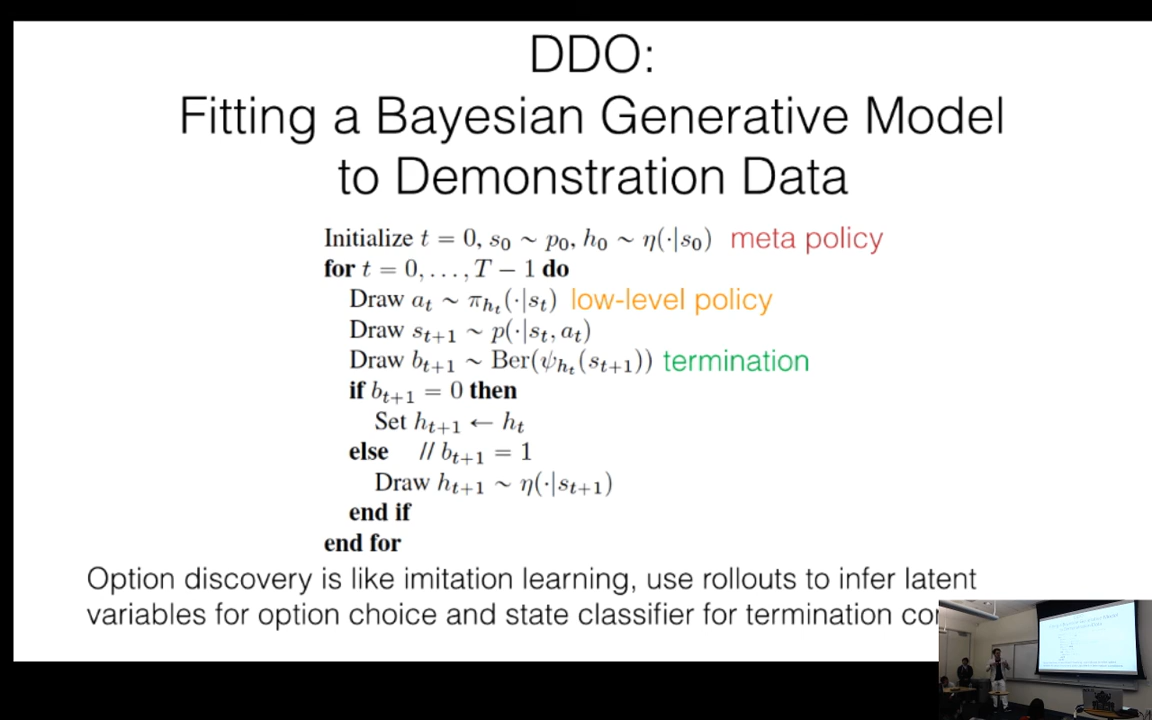 DDO:
Fitting a Bayesian Generative Model
to Demonstration Data
Initialize t = 0, s₀ ~ p₀, h₀ ~ η(·|s₀) meta policy
for t = 0, . . . , T − 1 do
Draw aₜ ~ πₕₜ(·|sₜ) low-level policy
Draw sₜ₊₁ ~ p(·|sₜ, aₜ)
Draw bₜ₊₁ ~ Ber(ψₕₜ(sₜ₊₁)) termination
if bₜ₊₁ = 0 then
Set hₜ₊₁ ← hₜ
else // bₜ₊₁ = 1
Draw hₜ₊₁ ~ η(·|sₜ₊₁)
end if
end for
Option discovery is like imitation learning, use rollouts to infer latent
variables for option choice and state classifier for termination